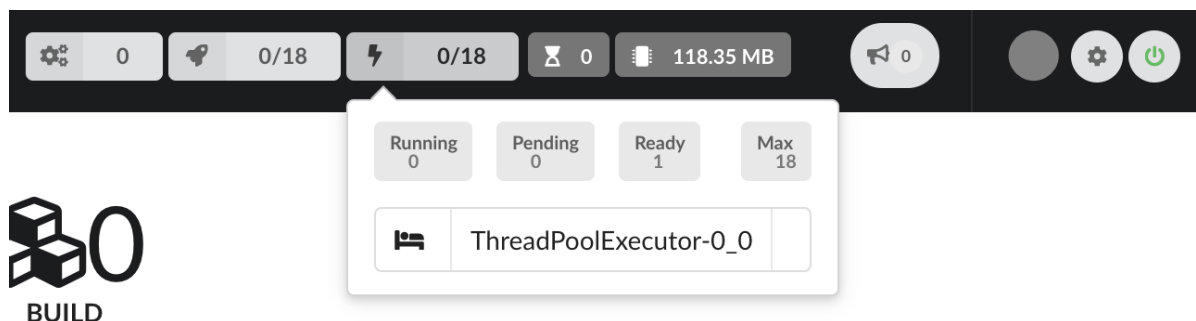 0 0/18 0/18 0 118.35 MB 0
Running Pending Ready Max
0 0 1 18
ThreadPoolExecutor-0_0
0
BUILD